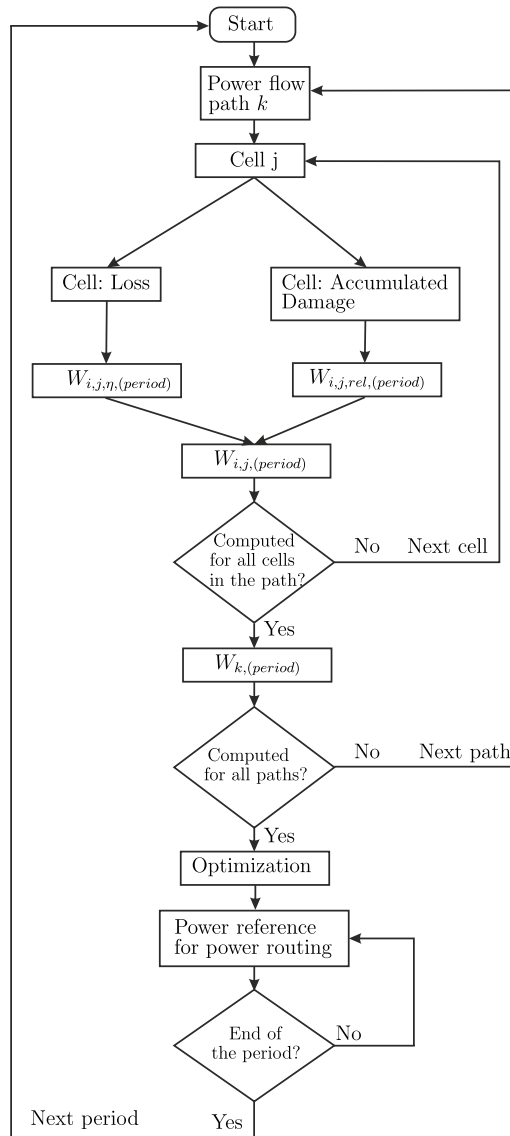 Start
Power flow
path k
Cell j
Cell: Loss
Cell: Accumulated
Damage
W_{i,j,η,(period)}
W_{i,j,rel,(period)}
W_{i,j,(period)}
Computed
for all cells
in the path?
No
Next cell
Yes
W_{k,(period)}
Computed
for all paths?
No
Next path
Yes
Optimization
Power reference
for power routing
End of
the period?
No
Next period
Yes